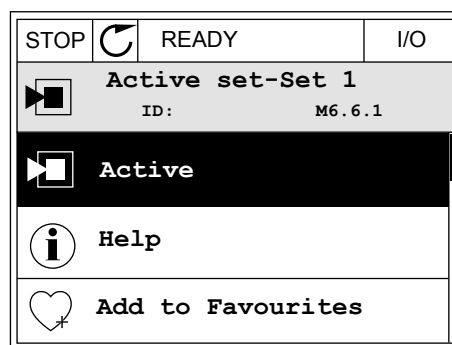 STOP READY I/O
Active set-Set 1
ID: M6.6.1
Active
Help
Add to Favourites